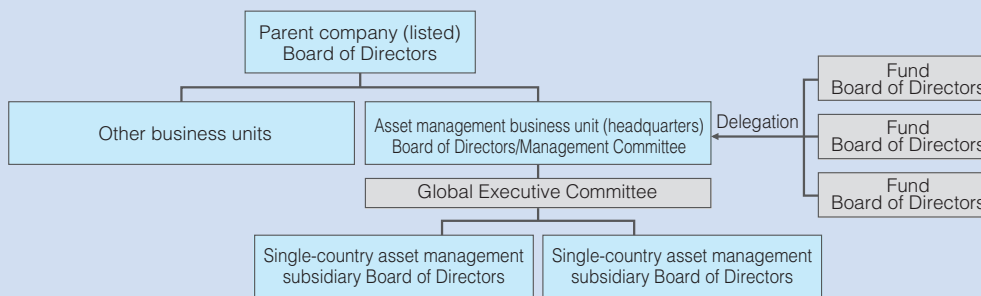 Parent company (listed)
Board of Directors
Fund
Board of Directors
Other business units
Asset management business unit (headquarters)
Board of Directors/Management Committee
Delegation
Fund
Board of Directors
Global Executive Committee
Fund
Board of Directors
Single-country asset management
subsidiary Board of Directors
Single-country asset management
subsidiary Board of Directors